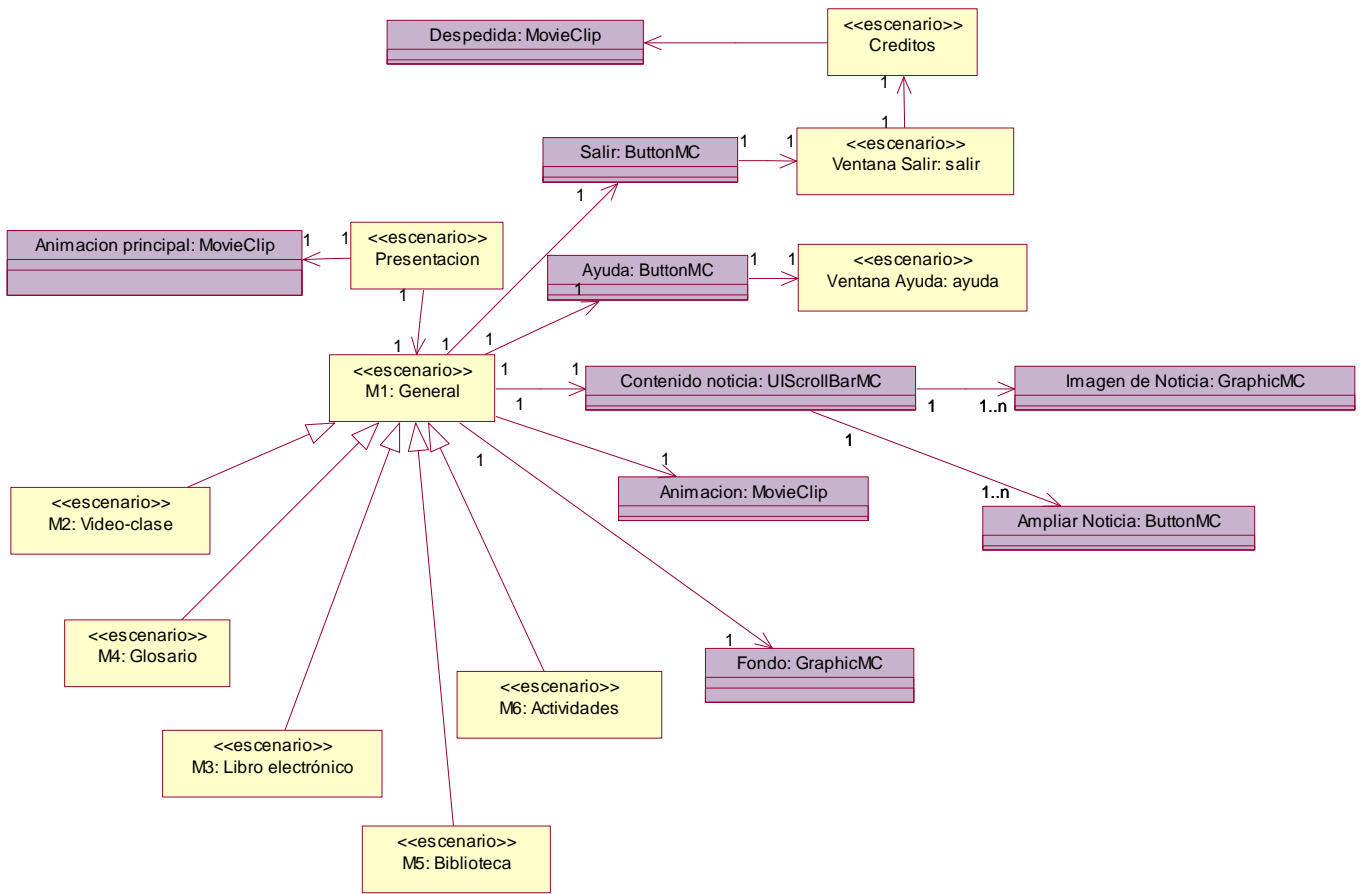 <<escenario>>
Creditos
Despedida: MovieClip
1
1
<<escenario>>
Ventana Salir: salir
Salir: ButtonMC
1
1
1
<<escenario>>
Presentacion
Animacion principal: MovieClip
1
1
1
Ayuda: ButtonMC
1
1
1
<<escenario>>
Ventana Ayuda: ayuda
1
1
1
<<escenario>>
M1: General
1
1
Contenido noticia: UIScrollBarMC
1
1..n
Imagen de Noticia: GraphicMC
1
1
1
1
1..n
Animacion: MovieClip
Ampliar Noticia: ButtonMC
<<escenario>>
M2: Video-clase
<<escenario>>
M4: Glosario
1
Fondo: GraphicMC
<<escenario>>
M6: Actividades
<<escenario>>
M3: Libro electrónico
<<escenario>>
M5: Biblioteca